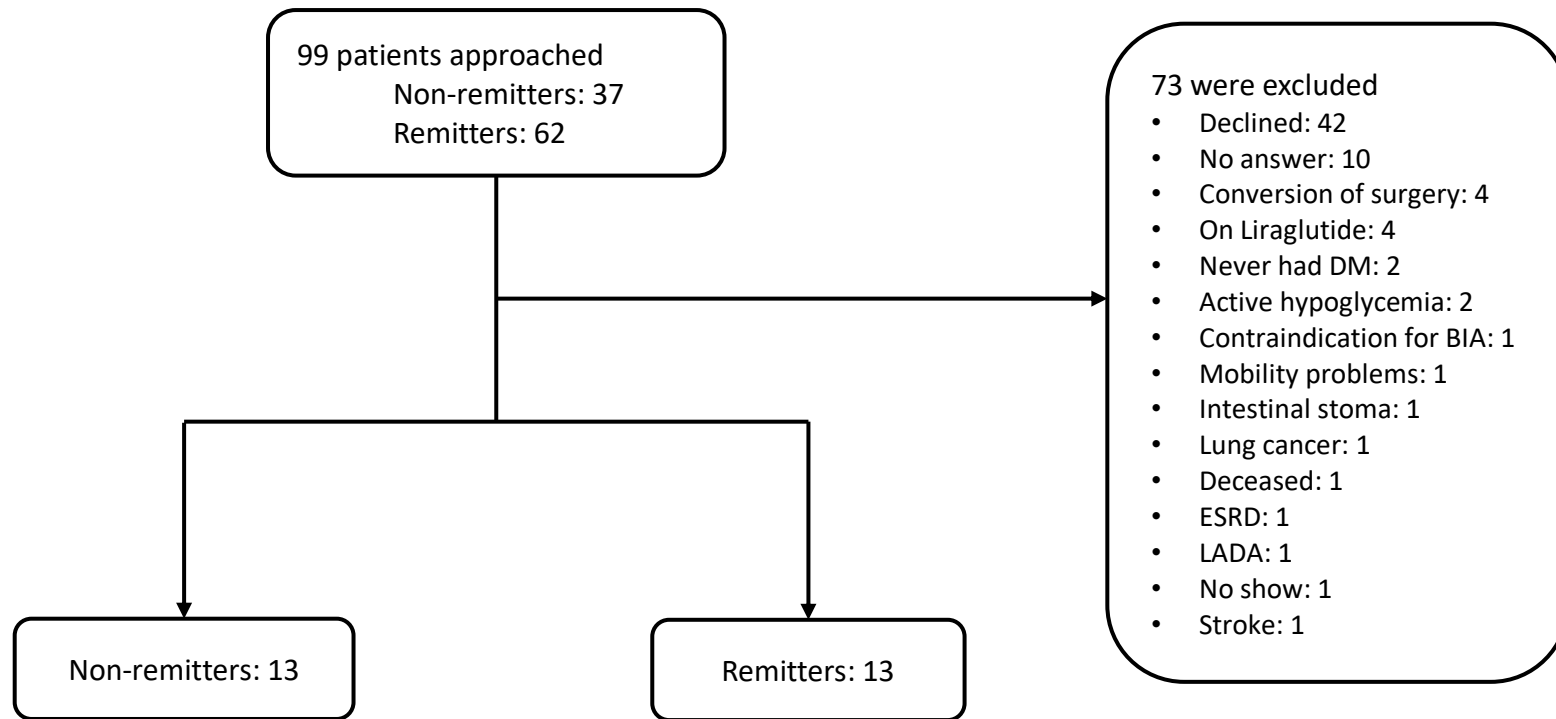 99 patients approached
Non-remitters: 37
Remitters: 62
73 were excluded
• Declined: 42
• No answer: 10
• Conversion of surgery: 4
• On Liraglutide: 4
• Never had DM: 2
• Active hypoglycemia: 2
• Contraindication for BIA: 1
• Mobility problems: 1
• Intestinal stoma: 1
• Lung cancer: 1
• Deceased: 1
• ESRD: 1
• LADA: 1
• No show: 1
• Stroke: 1
Non-remitters: 13
Remitters: 13